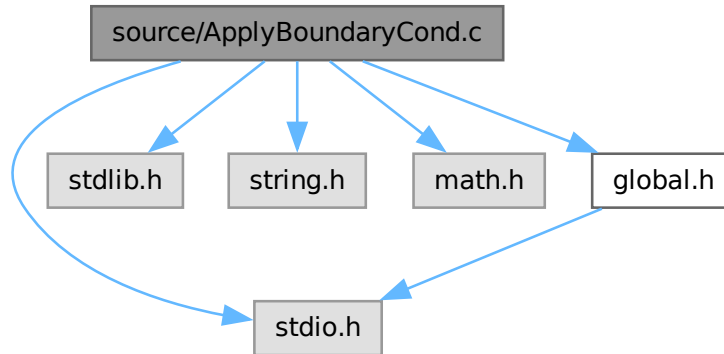 source/ApplyBoundaryCond.c
stdlib.h
string.h
math.h
global.h
stdio.h